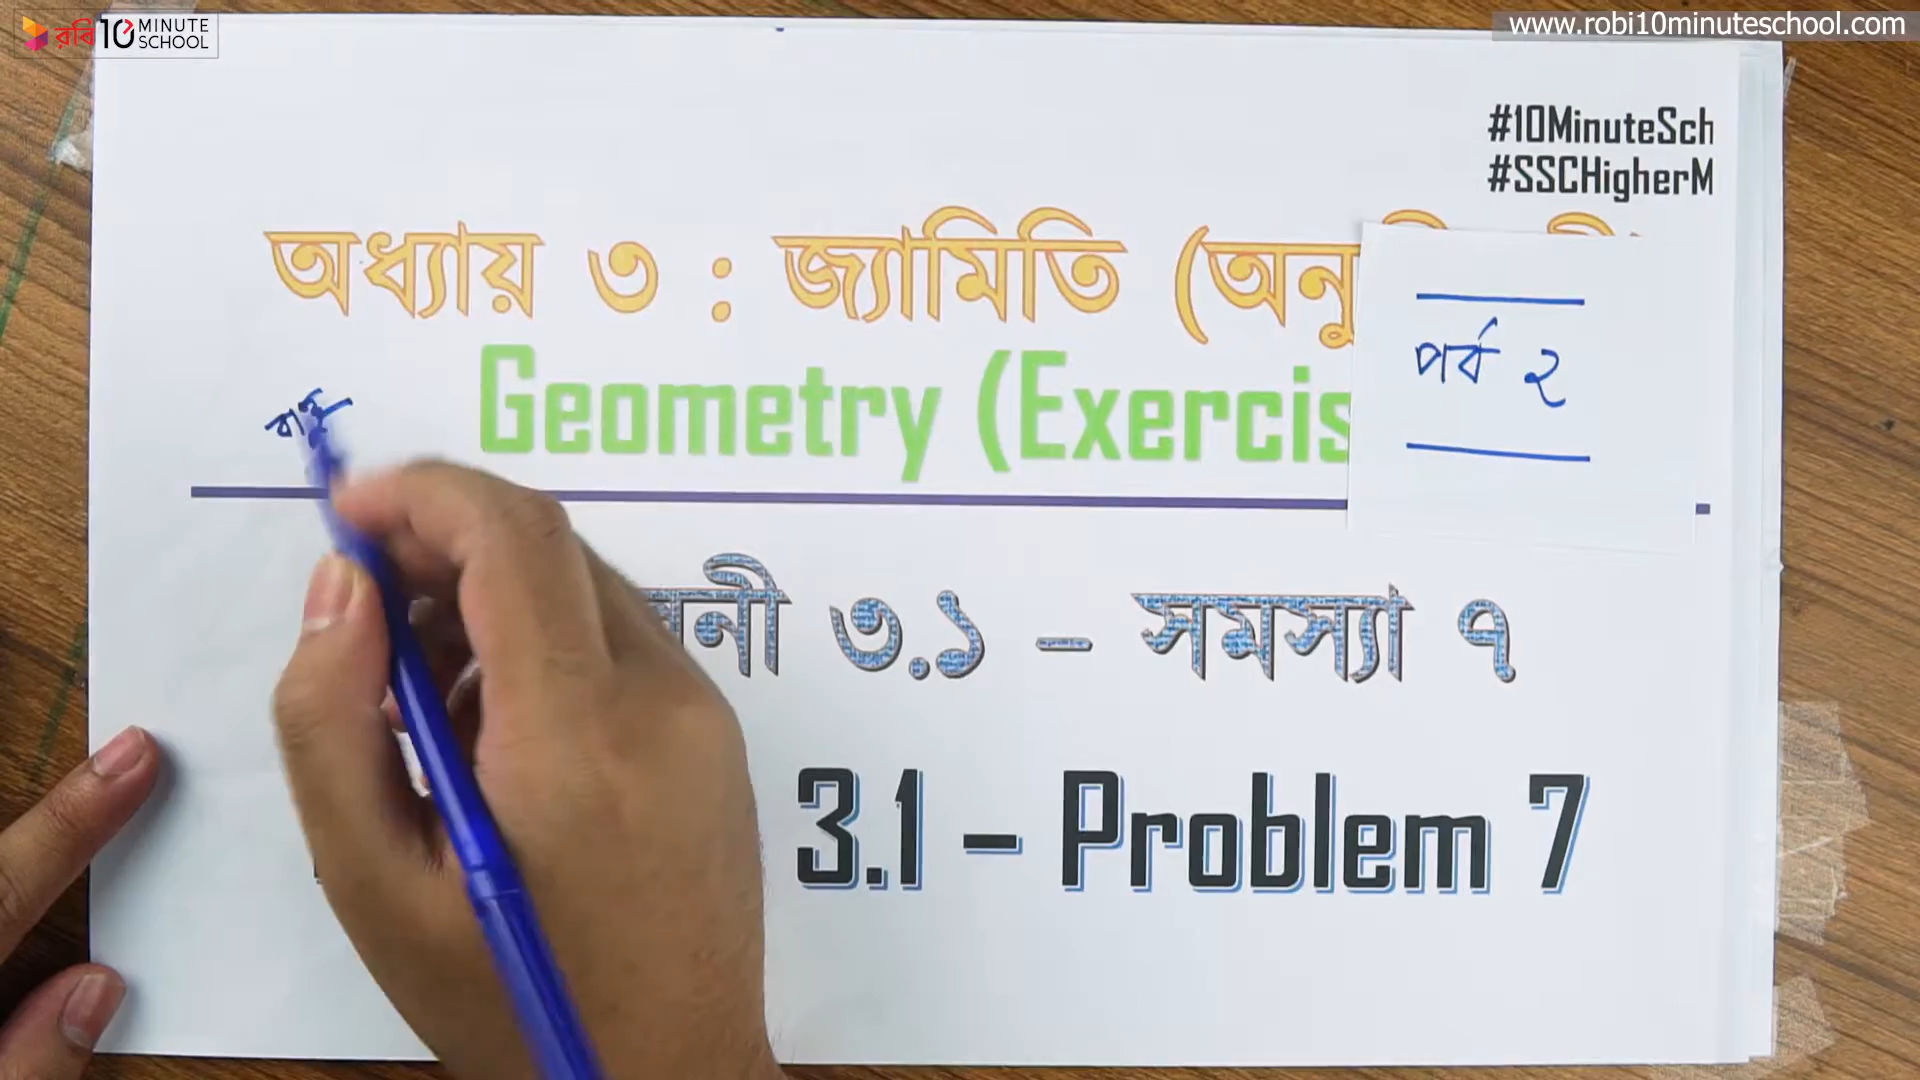 রবি 10 MINUTE SCHOOL
www.robi10minuteschool.com
#10MinuteSch
#SSCHigherM
অধ্যায় ৩ : জ্যামিতি (অনু
Geometry (Exercis
পর্ব ২
৩.১ – সমস্যা ৭
3.1 – Problem 7